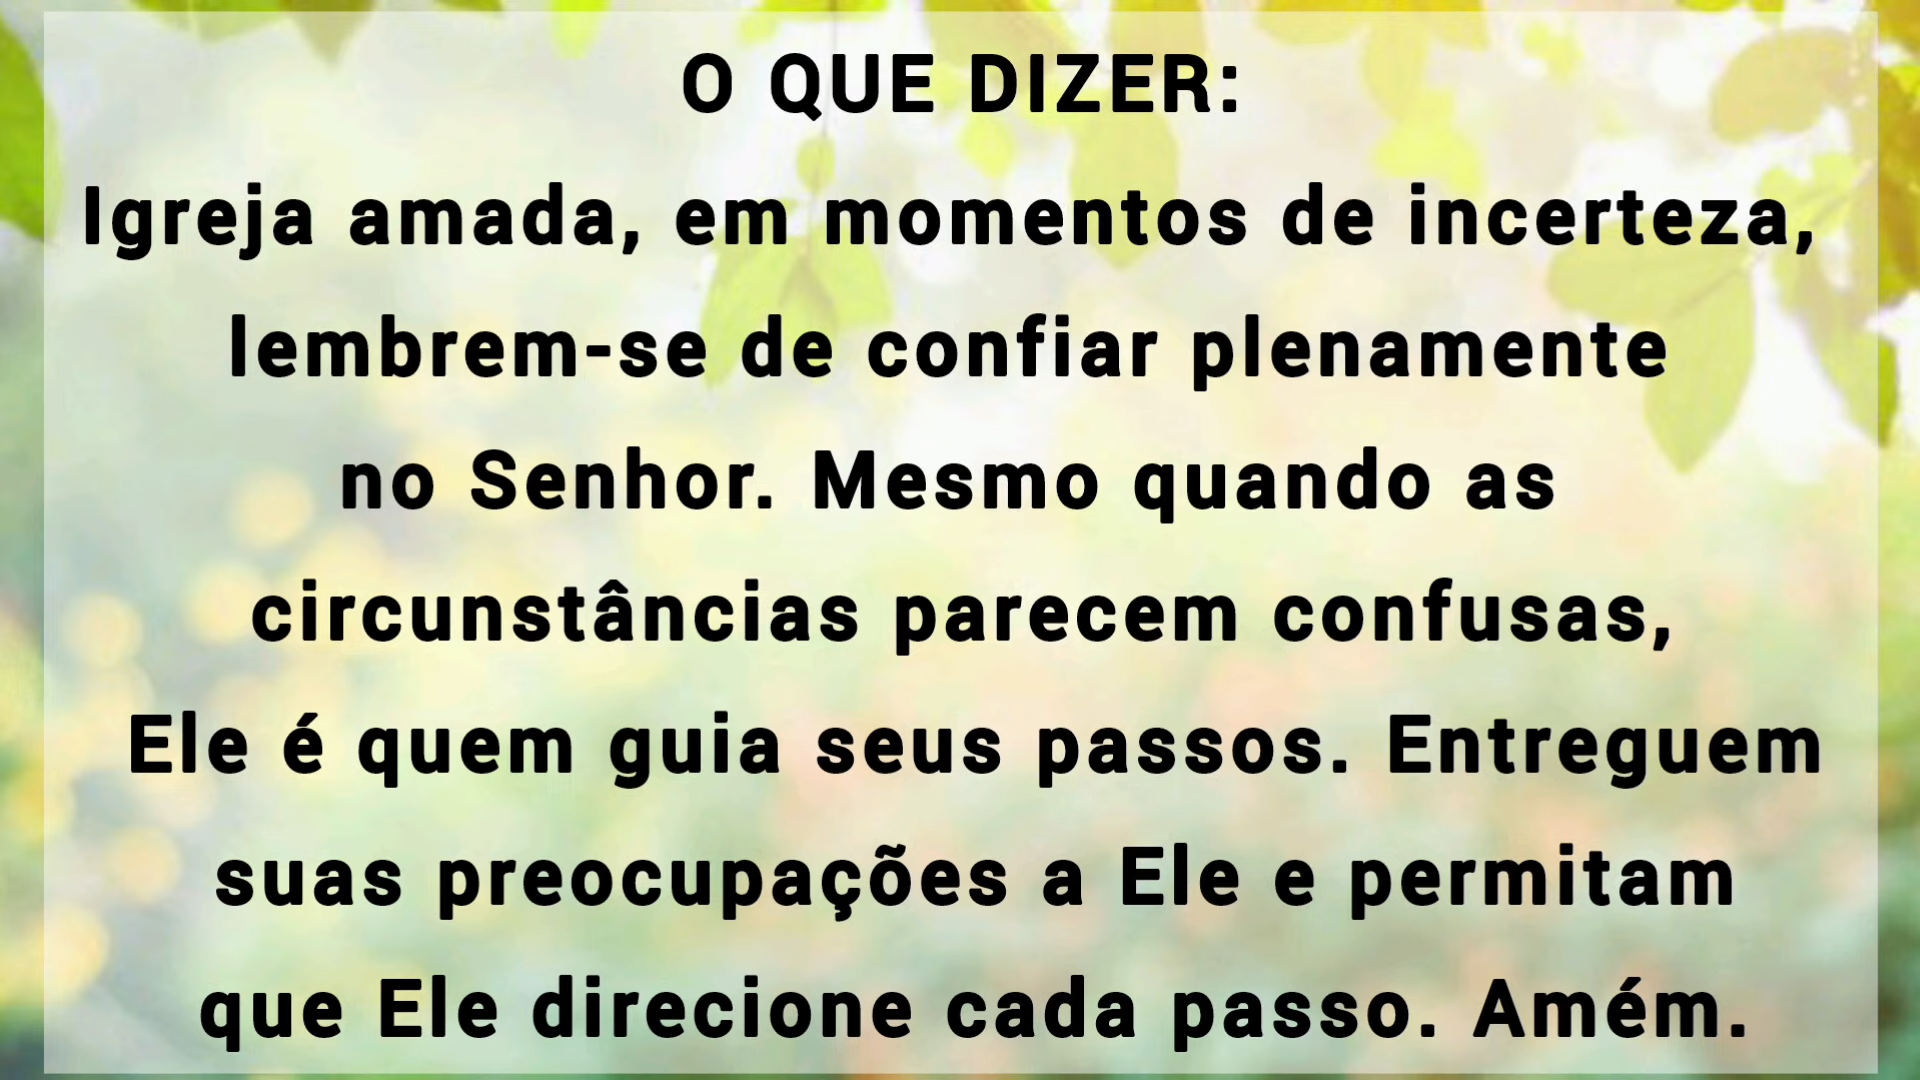 O QUE DIZER:
Igreja amada, em momentos de incerteza,
lembrem-se de confiar plenamente
no Senhor. Mesmo quando as
circunstâncias parecem confusas,
Ele é quem guia seus passos. Entreguem
suas preocupações a Ele e permitam
que Ele direcione cada passo. Amém.